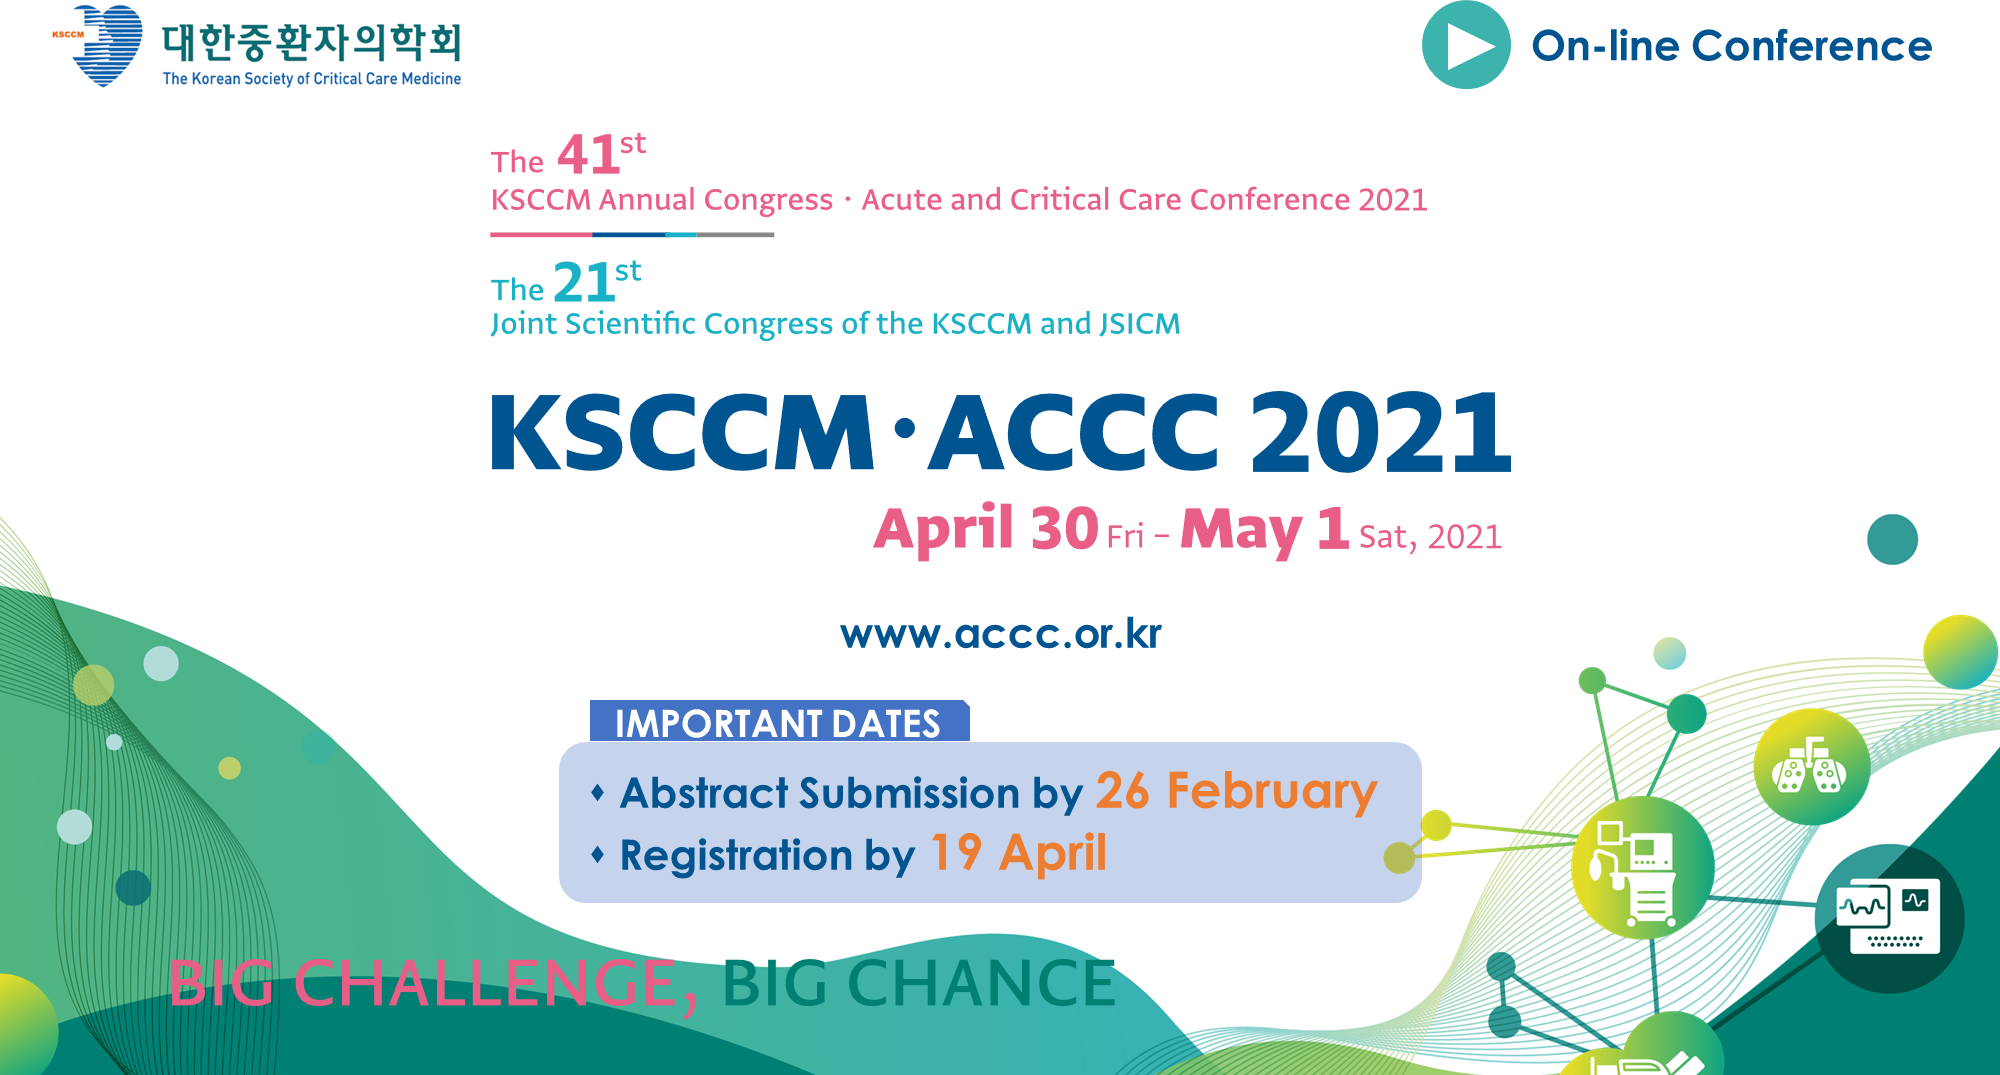 KSCCM
대한중환자의학회
The Korean Society of Critical Care Medicine
On-line Conference
The 41st
KSCCM Annual Congress · Acute and Critical Care Conference 2021
The 21st
Joint Scientific Congress of the KSCCM and JSICM
KSCCM · ACCC 2021
April 30 Fri – May 1 Sat, 2021
www.accc.or.kr
IMPORTANT DATES
♦ Abstract Submission by 26 February
♦ Registration by 19 April
BIG CHALLENGE, BIG CHANCE